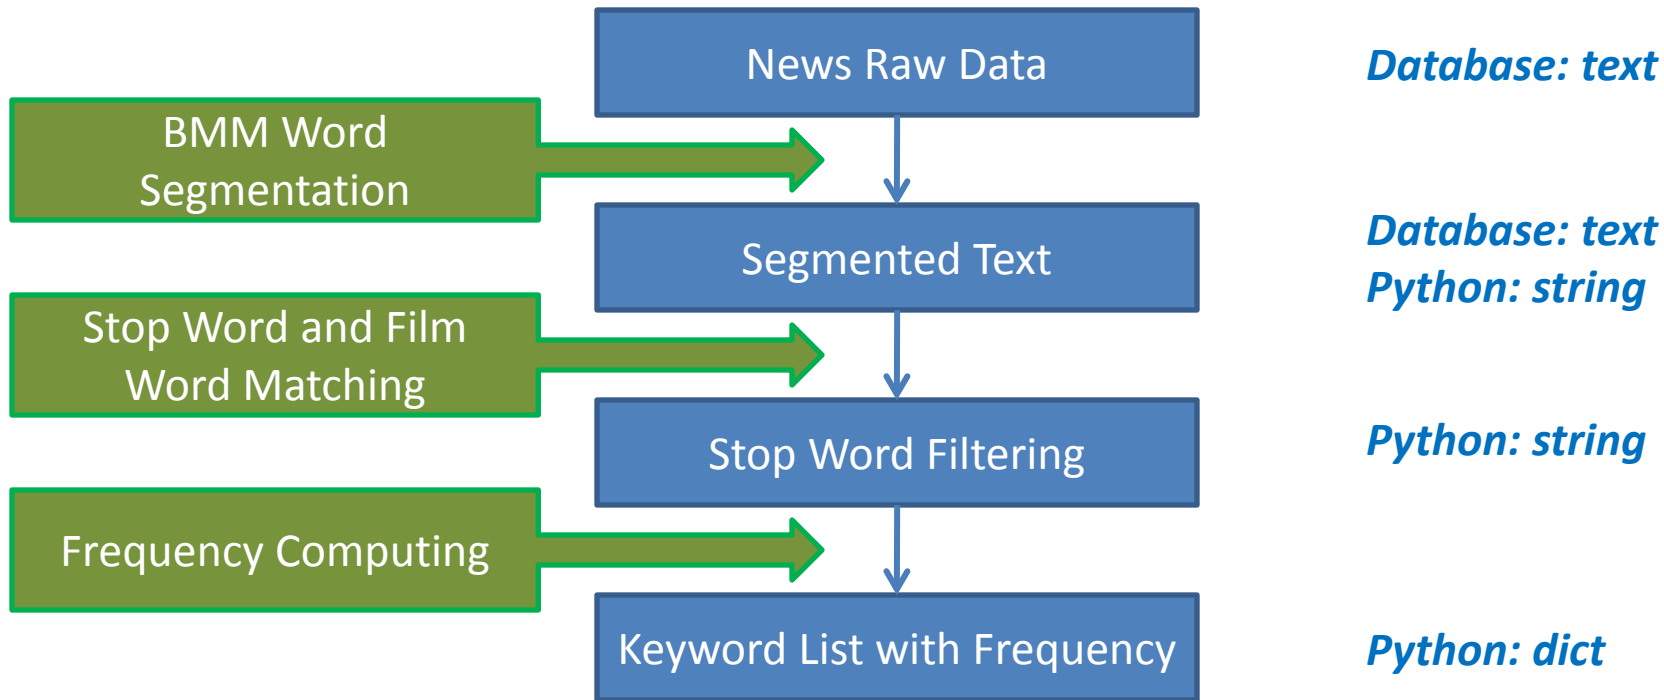 News Raw Data
Database: text
BMM Word
Segmentation
Segmented Text
Database: text
Python: string
Stop Word and Film
Word Matching
Stop Word Filtering
Python: string
Frequency Computing
Keyword List with Frequency
Python: dict